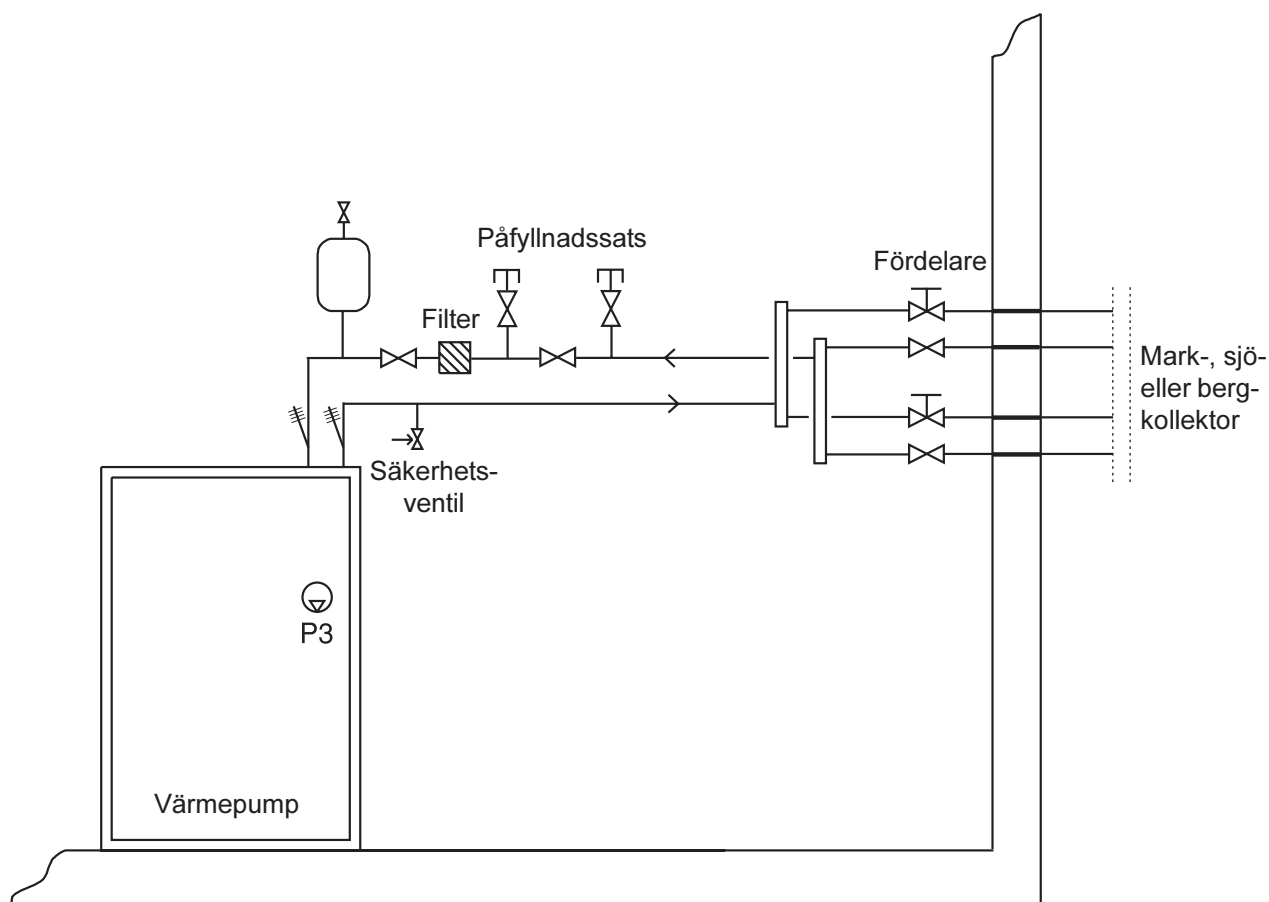 Påfyllnadssats
Fördelare
Filter
Mark-, sjö-
eller berg-
kollektor
Säkerhets-
ventil
P3
Värmepump